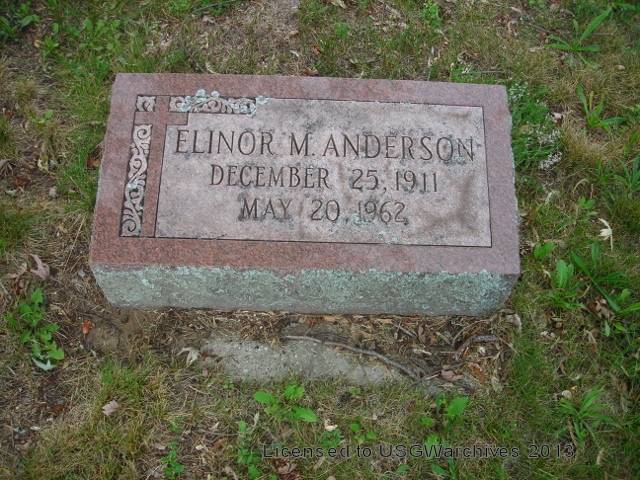 ELINOR M. ANDERSON
DECEMBER 25, 1911
MAY 20, 1962
Licensed to USGWarchives 2013